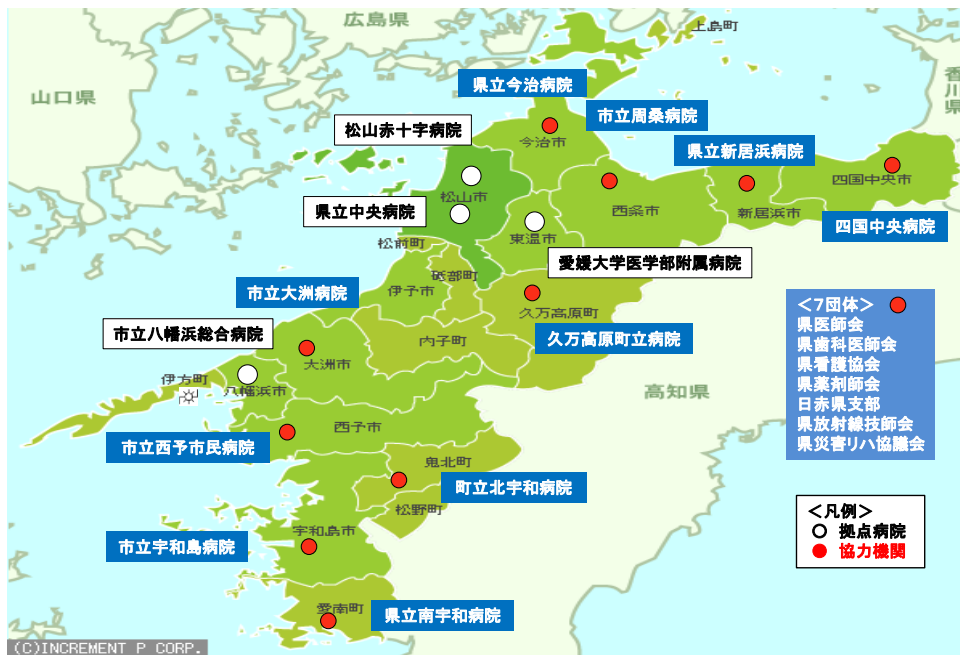 広島県
上島町
山口県
香川県
県立今治病院
市立周桑病院
松山赤十字病院
今治市
県立新居浜病院
四国中央市
松山市
西条市
新居浜市
県立中央病院
四国中央病院
松前町
東温市
愛媛大学医学部附属病院
砥部町
市立大洲病院
伊予市
久万高原町
久万高原町立病院
市立八幡浜総合病院
内子町
大洲市
伊方町
八幡浜市
高知県
＜７団体＞
県医師会
県歯科医師会
県看護協会
県薬剤師会
日赤県支部
県放射線技師会
県災害リハ協議会
西予市
市立西予市民病院
鬼北町
町立北宇和病院
松野町
宇和島市
市立宇和島病院
＜凡例＞
拠点病院
協力機関
愛南町
県立南宇和病院
(C)INCREMENT P CORP.